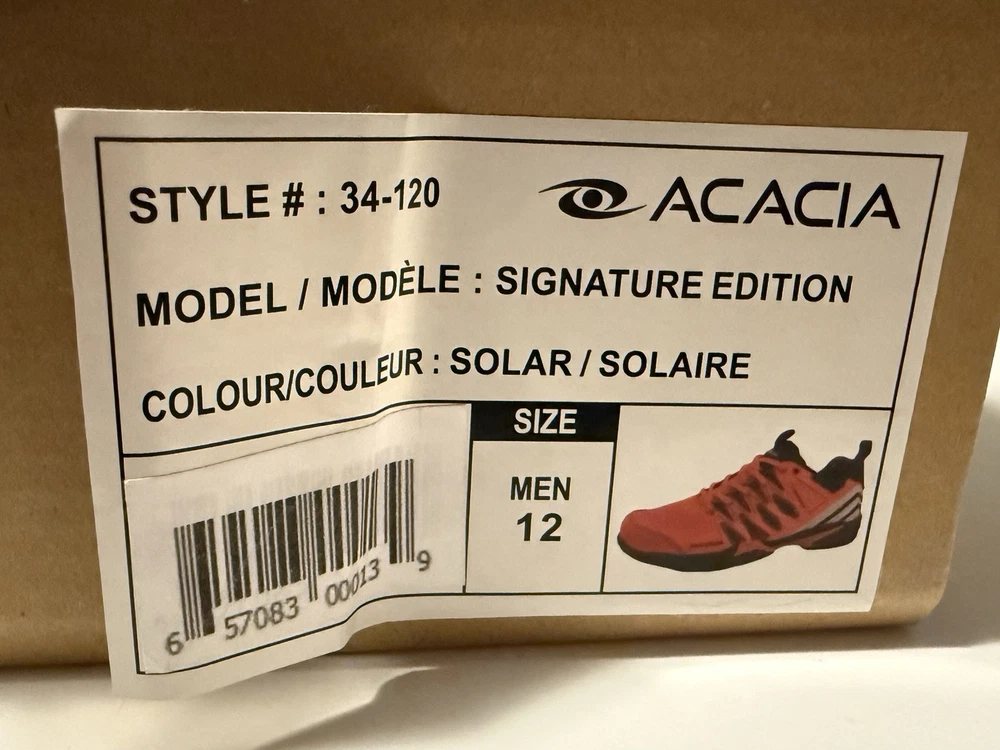 STYLE # : 34-120
ACACIA
MODEL / MODÈLE : SIGNATURE EDITION
COLOUR/COULEUR : SOLAR / SOLAIRE
SIZE
MEN
12
6 57083 00013 9